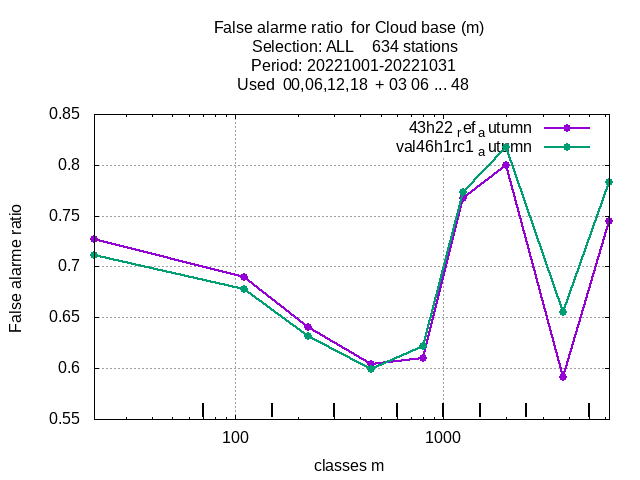 False alarme ratio  for Cloud base (m)
Selection: ALL    634 stations
Period: 20221001-20221031
Used  00,06,12,18  + 03 06 ... 48
43h22_ref_autumn
val46h1rc1_autumn
0.85
0.8
0.75
0.7
0.65
0.6
0.55
False alarme ratio
100
1000
classes m